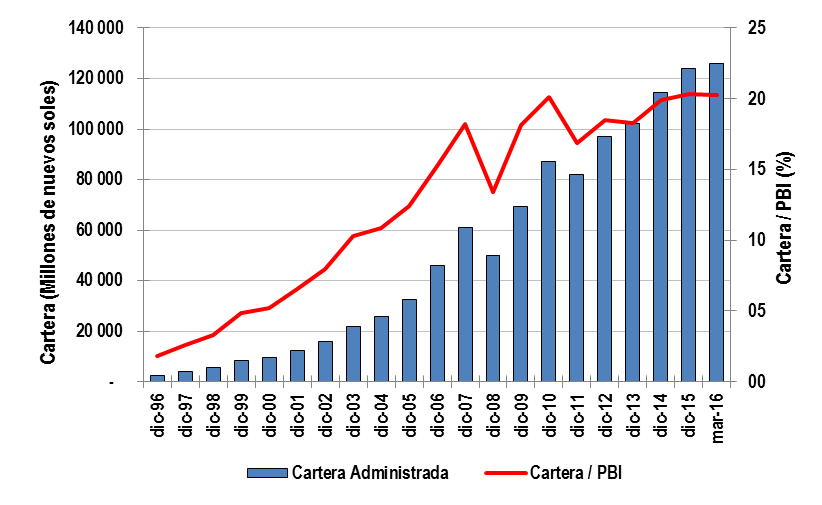 Cartera (Millones de nuevos soles)
140 000
120 000
100 000
80 000
60 000
40 000
20 000
-
25
20
15
10
05
00
Cartera / PBI (%)
dic-96
dic-97
dic-98
dic-99
dic-00
dic-01
dic-02
dic-03
dic-04
dic-05
dic-06
dic-07
dic-08
dic-09
dic-10
dic-11
dic-12
dic-13
dic-14
dic-15
mar-16
Cartera Administrada
Cartera / PBI